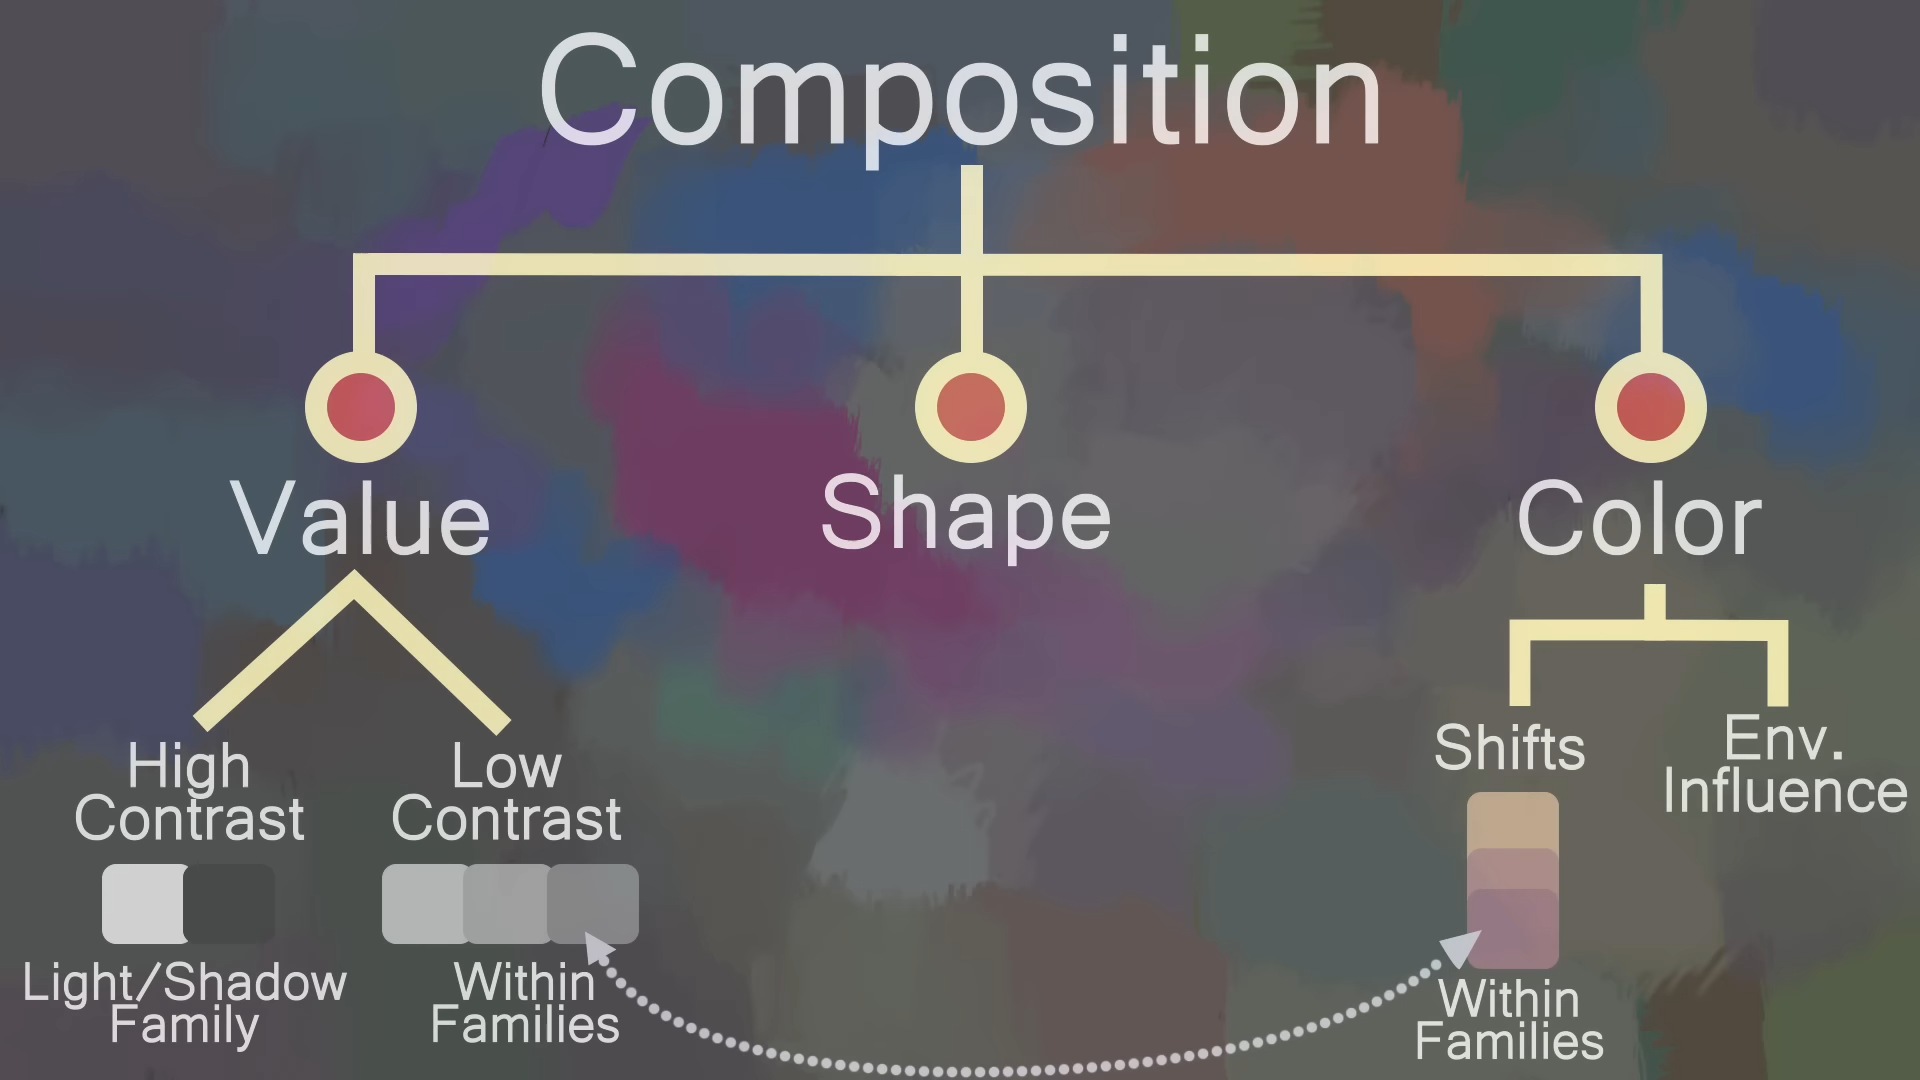 Composition
Value
Shape
Color
High
Contrast
Low
Contrast
Shifts
Env.
Influence
Light/Shadow
Family
Within
Families
Within
Families